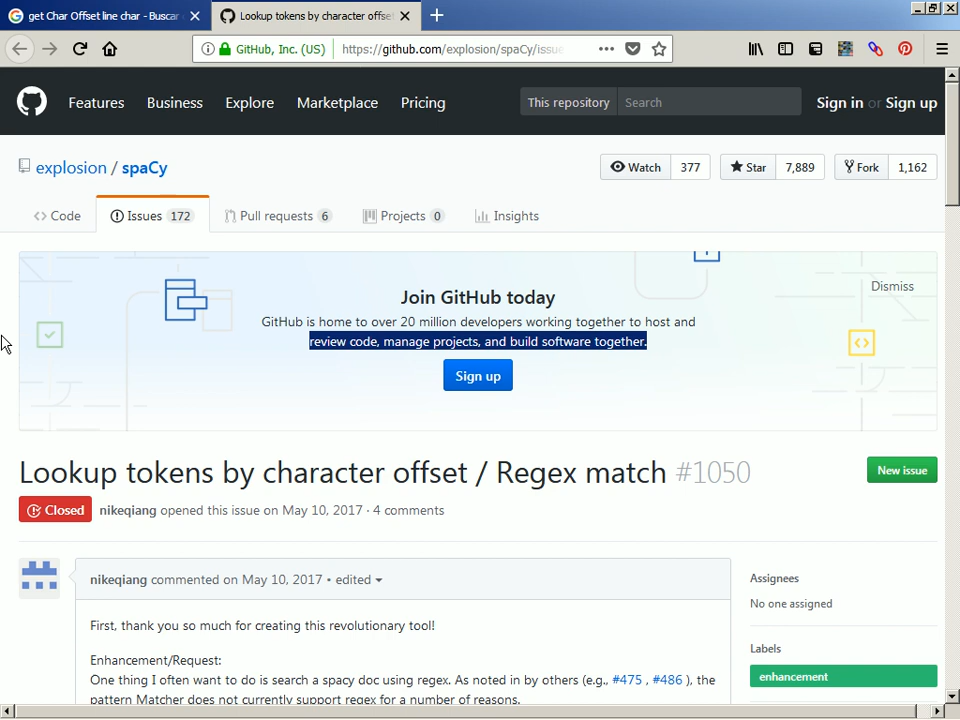 get Char Offset line char - Buscar
Lookup tokens by character offse
GitHub, Inc. (US)
https://github.com/explosion/spaCy/issue
Features
Business
Explore
Marketplace
Pricing
This repository
Search
Sign in or Sign up
explosion / spaCy
Watch 377
Star 7,889
Fork 1,162
Code
Issues 172
Pull requests 6
Projects 0
Insights
Dismiss
Join GitHub today
GitHub is home to over 20 million developers working together to host and
review code, manage projects, and build software together.
Sign up
Lookup tokens by character offset / Regex match #1050
New issue
Closed
nikeqiang opened this issue on May 10, 2017 · 4 comments
nikeqiang commented on May 10, 2017 • edited
First, thank you so much for creating this revolutionary tool!
Enhancement/Request:
One thing I often want to do is search a spacy doc using regex. As noted in by others (e.g., #475 , #486 ), the
pattern Matcher does not currently support regex for a number of reasons.
Assignees
No one assigned
Labels
enhancement